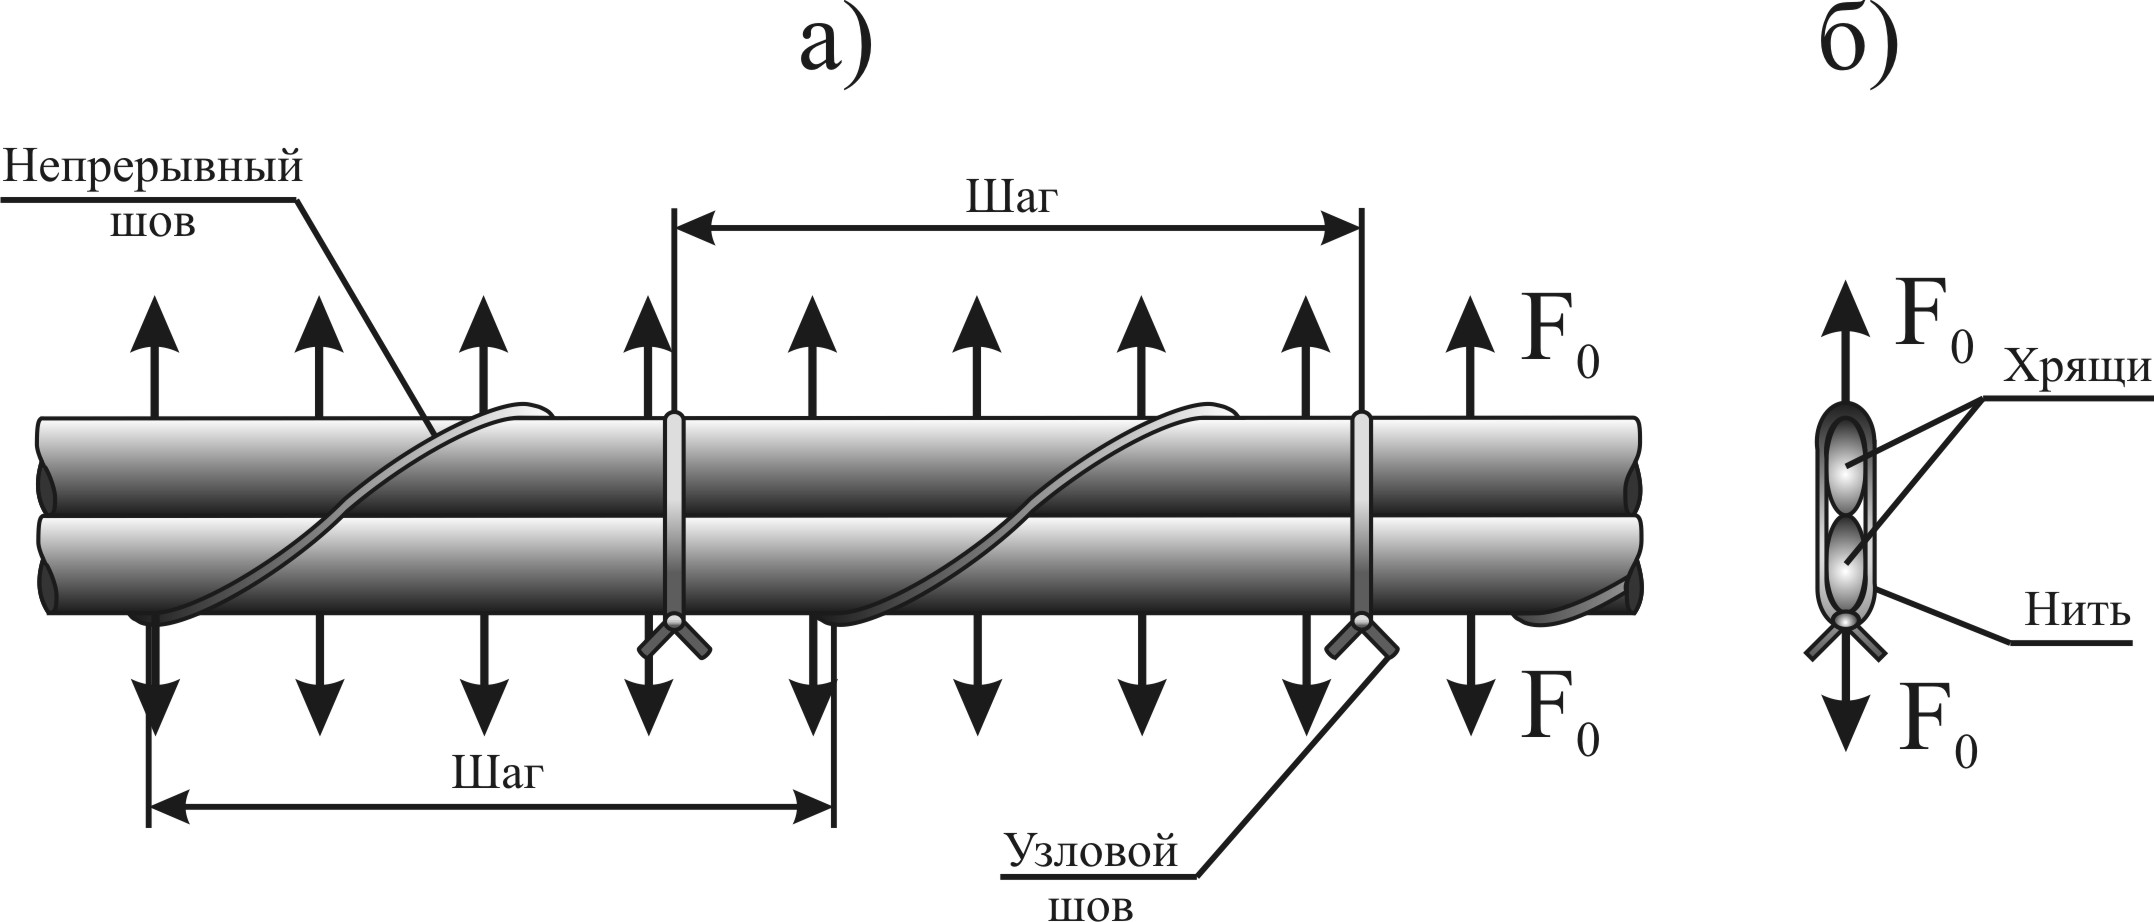 а)
б)
Непрерывный
шов
Шаг
F₀
F₀
Хрящи
Нить
F₀
F₀
Шаг
Узловой
шов